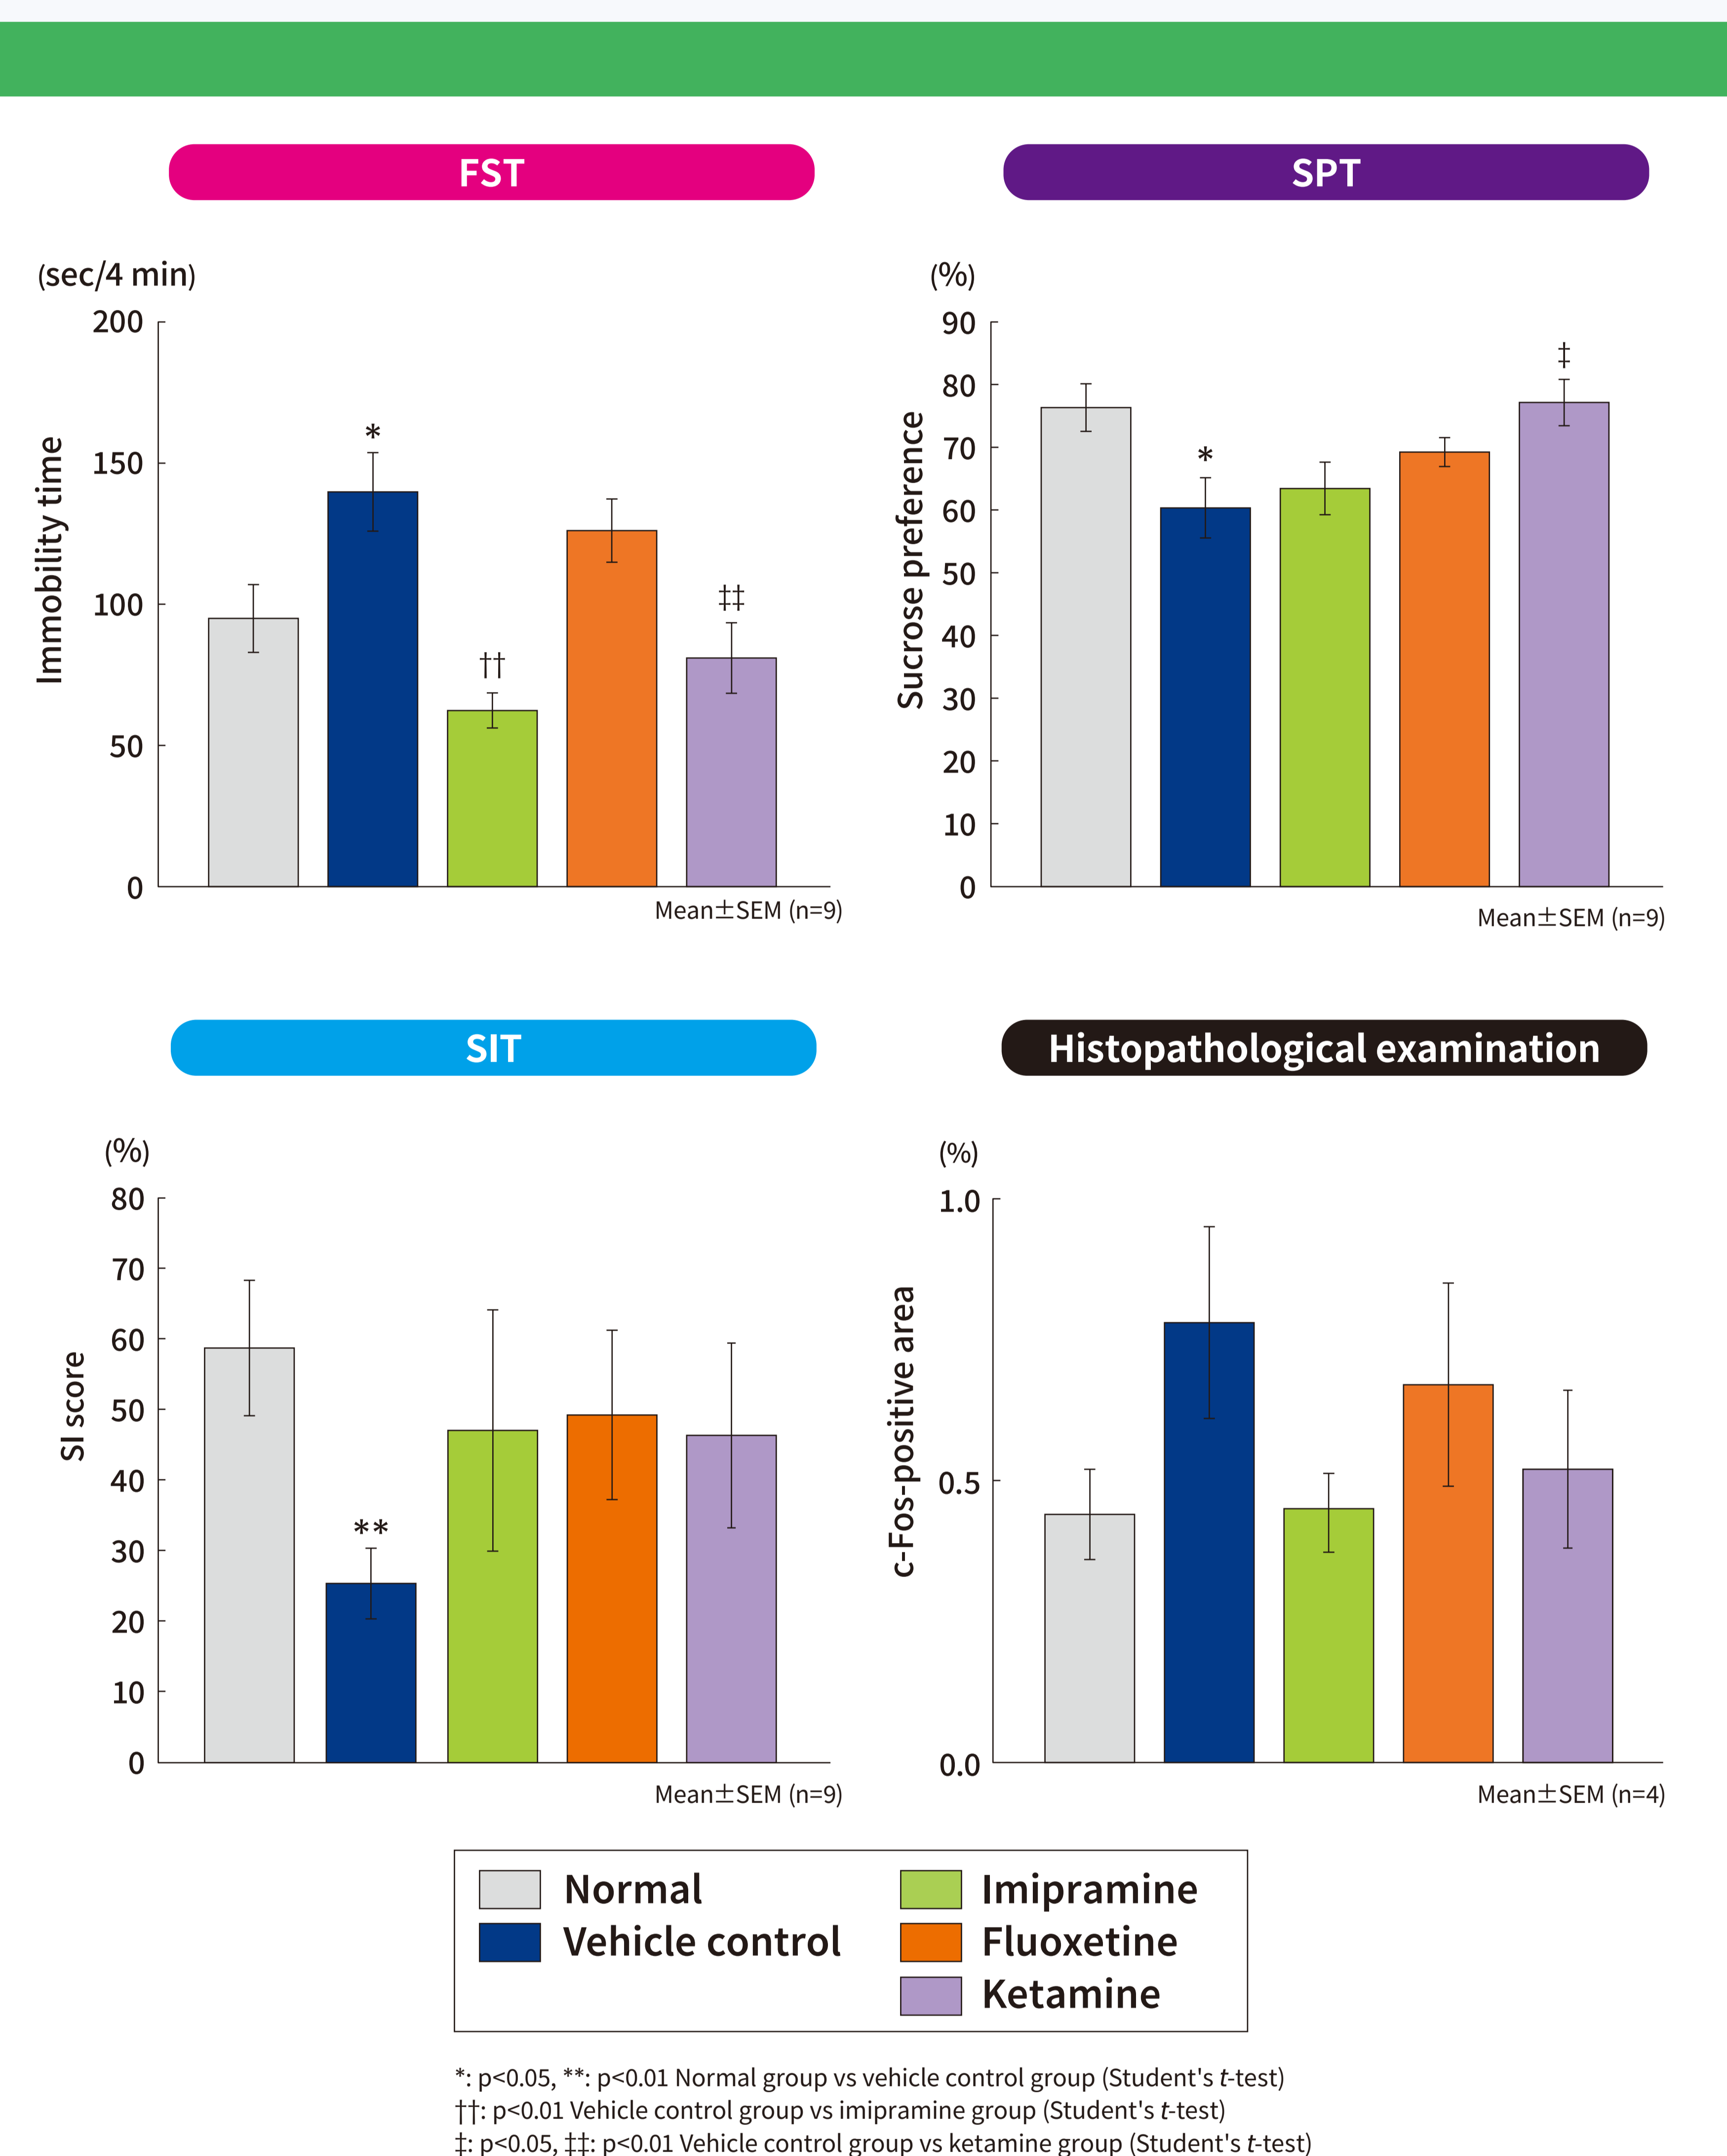 FST
SPT
(sec/4 min)
200
150
100
50
0
Immobility time
*
††
‡‡
Mean±SEM (n=9)
(%)
90
80
70
60
50
40
30
20
10
0
Sucrose preference
*
‡
Mean±SEM (n=9)
SIT
Histopathological examination
(%)
80
70
60
50
40
30
20
10
0
SI score
**
Mean±SEM (n=9)
(%)
1.0
0.5
0.0
c-Fos-positive area
Mean±SEM (n=4)
Normal
Vehicle control
Imipramine
Fluoxetine
Ketamine
*: p<0.05, **: p<0.01 Normal group vs vehicle control group (Student's t-test)
††: p<0.01 Vehicle control group vs imipramine group (Student's t-test)
‡: p<0.05, ‡‡: p<0.01 Vehicle control group vs ketamine group (Student's t-test)